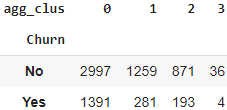 agg_clus 0 1 2 3
Churn
No 2997 1259 871 36
Yes 1391 281 193 4